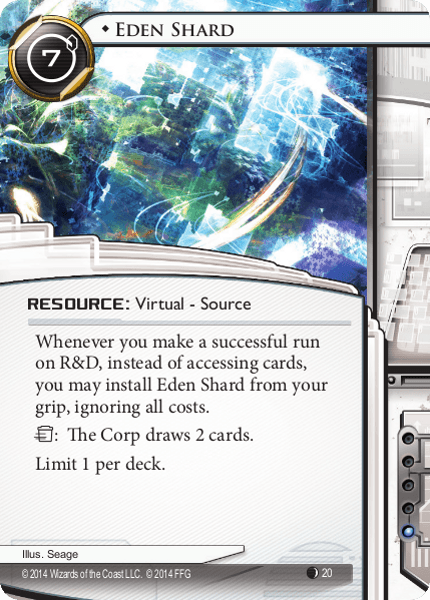 7
◆ Eden Shard
RESOURCE: Virtual - Source
Whenever you make a successful run
on R&D, instead of accessing cards,
you may install Eden Shard from your
grip, ignoring all costs.
: The Corp draws 2 cards.
Limit 1 per deck.
Illus. Seage
© 2014 Wizards of the Coast LLC. © 2014 FFG
20